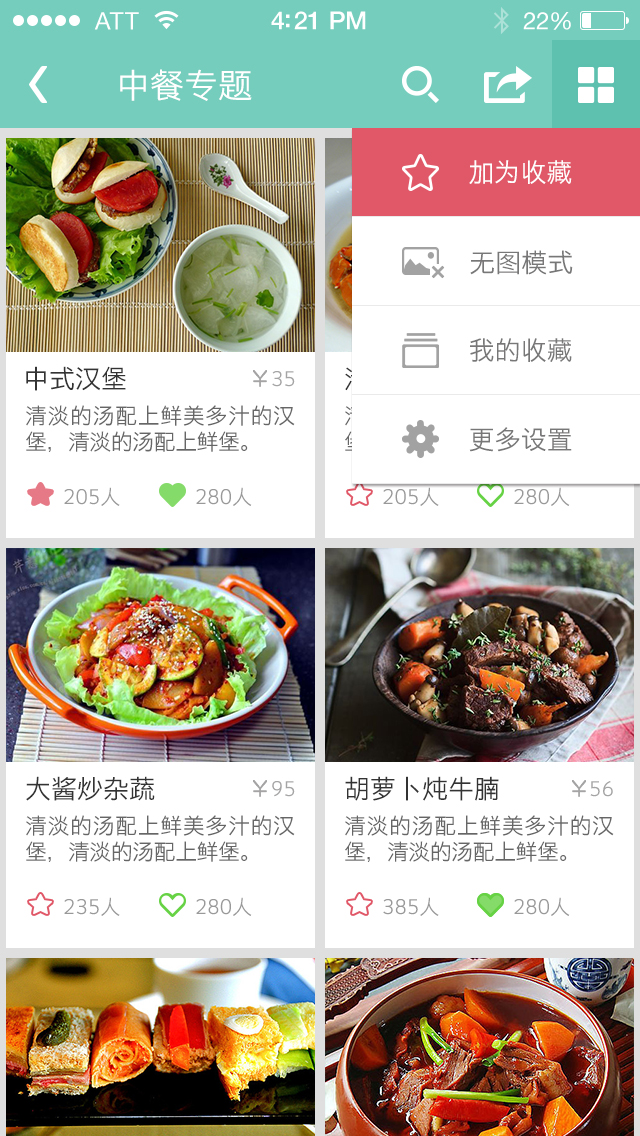 ATT
4:21 PM
22%
中餐专题
加为收藏
无图模式
我的收藏
更多设置
中式汉堡
￥35
清淡的汤配上鲜美多汁的汉
堡，清淡的汤配上鲜堡。
205人
280人
205人
280人
大酱炒杂蔬
￥95
清淡的汤配上鲜美多汁的汉
堡，清淡的汤配上鲜堡。
235人
280人
胡萝卜炖牛腩
￥56
清淡的汤配上鲜美多汁的汉
堡，清淡的汤配上鲜堡。
385人
280人